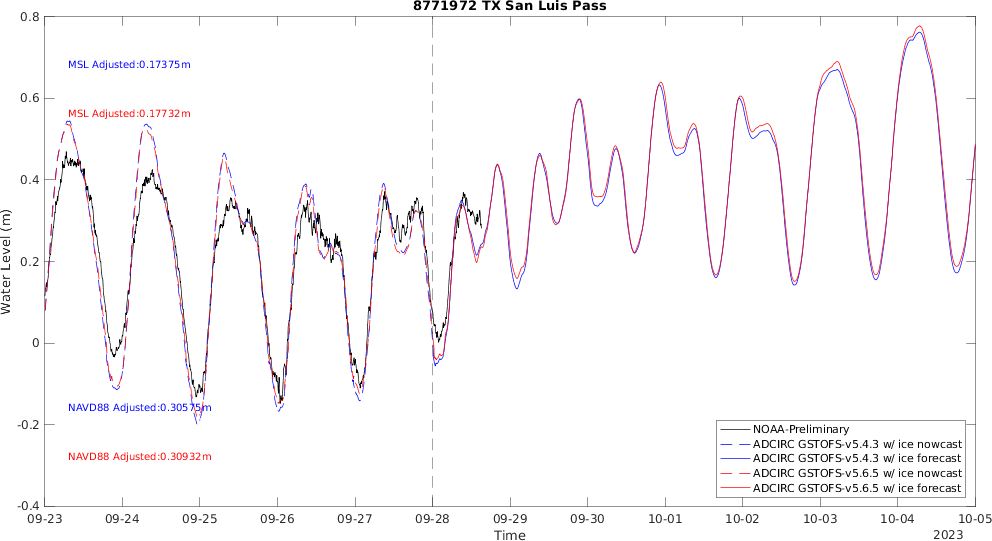 8771972 TX San Luis Pass
0.8
0.6
0.4
0.2
0
-0.2
-0.4
Water Level (m)
MSL Adjusted:0.17375m
MSL Adjusted:0.17732m
NAVD88 Adjusted:0.30575m
NAVD88 Adjusted:0.30932m
NOAA-Preliminary
ADCIRC GSTOFS-v5.4.3 w/ ice nowcast
ADCIRC GSTOFS-v5.4.3 w/ ice forecast
ADCIRC GSTOFS-v5.6.5 w/ ice nowcast
ADCIRC GSTOFS-v5.6.5 w/ ice forecast
09-23 09-24 09-25 09-26 09-27 09-28 09-29 09-30 10-01 10-02 10-03 10-04 10-05
Time
2023